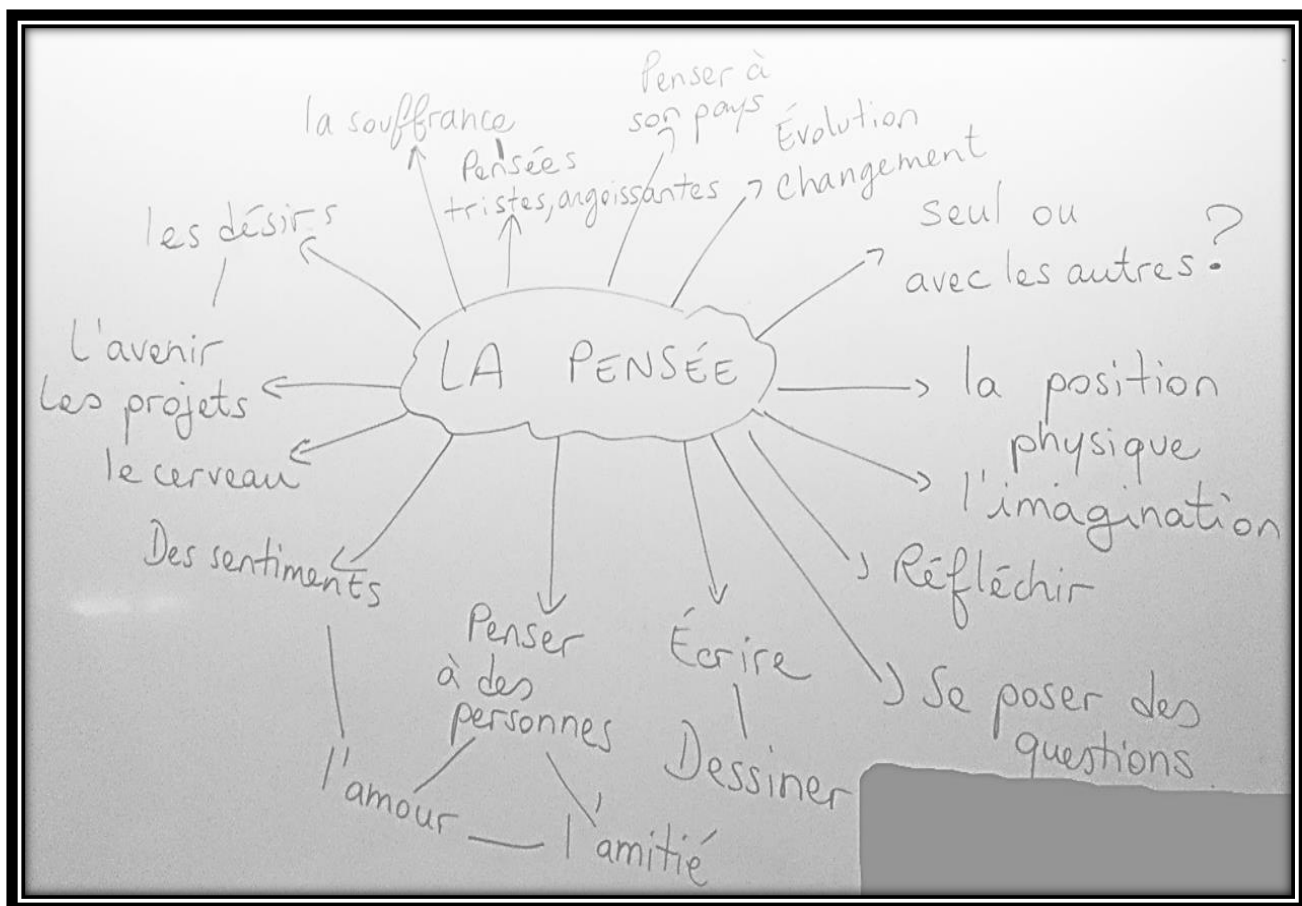 Penser à
son pays
la souffrance
Pensées
tristes, angoissantes
Évolution
changement
les désirs
seul ou
avec les autres ?
LA PENSÉE
L'avenir
Les projets
la position
physique
le cerveau
l'imagination
Des sentiments
Réfléchir
Penser
à des
personnes
Écrire
Se poser des
questions
Dessiner
l'amour
l'amitié